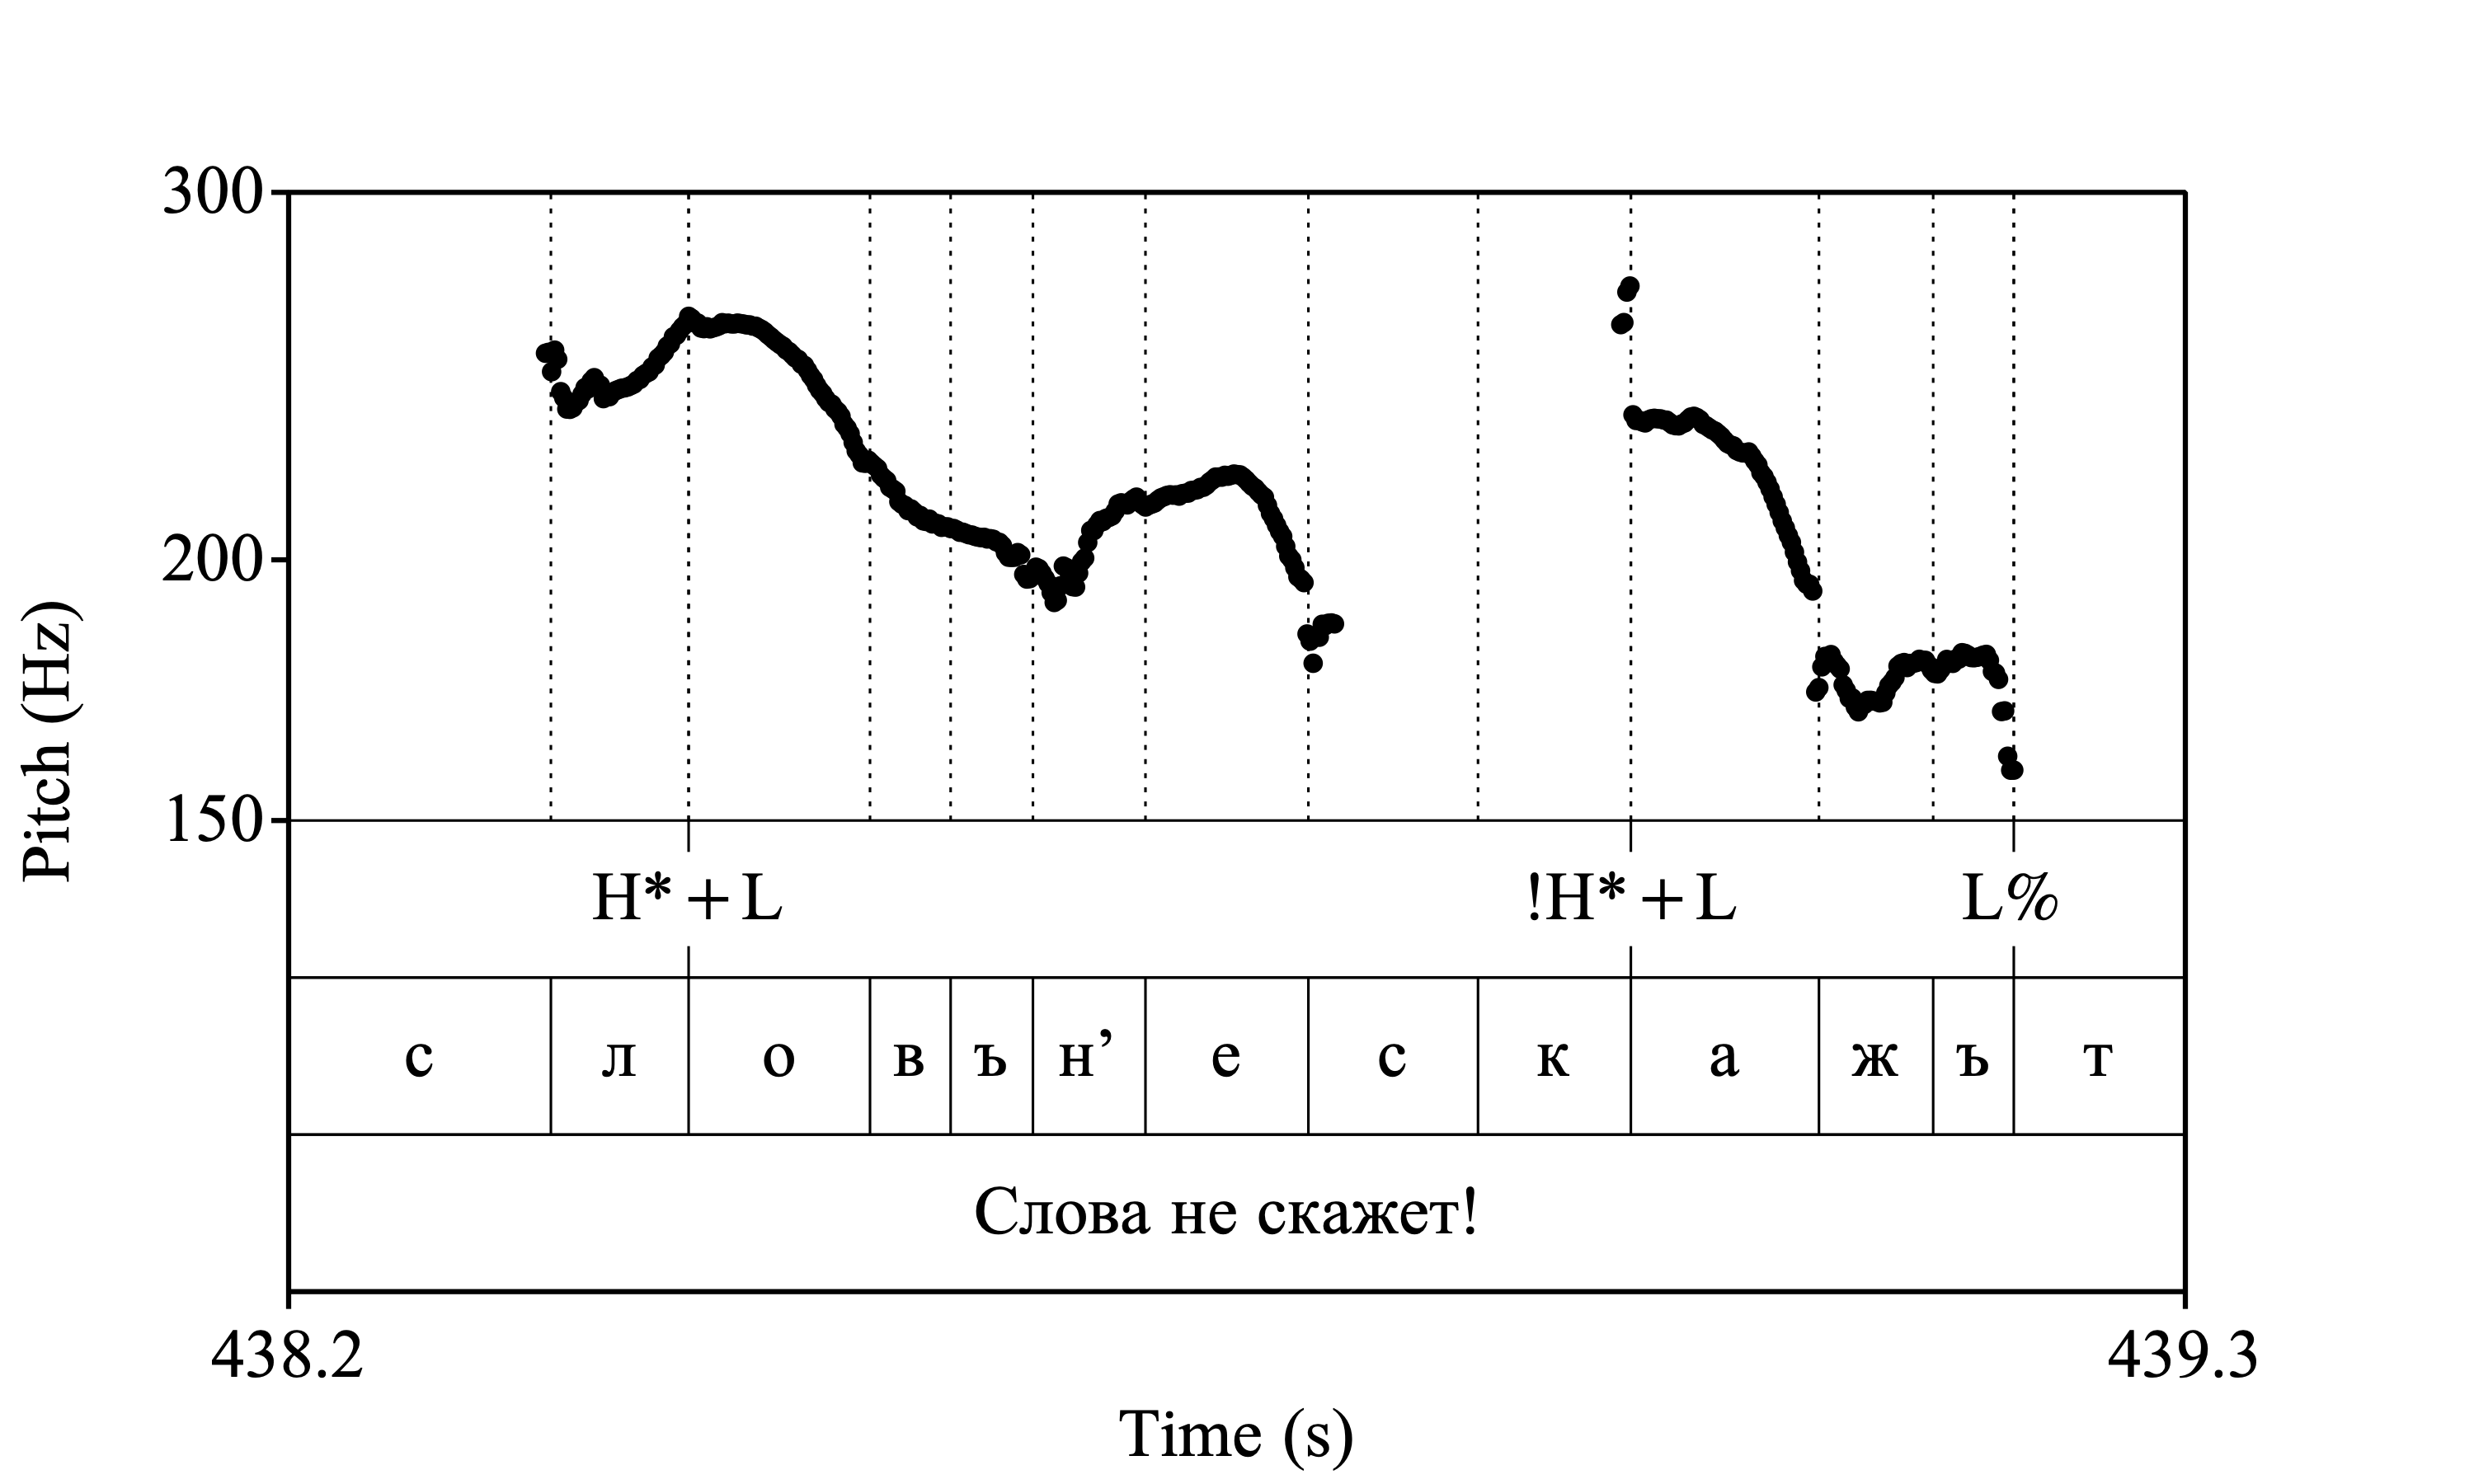 300
200
150
Pitch (Hz)
H* + L !H* + L L%
с л о в ъ н’ е с к а ж ъ т
Слова не скажет!
438.2 439.3
Time (s)